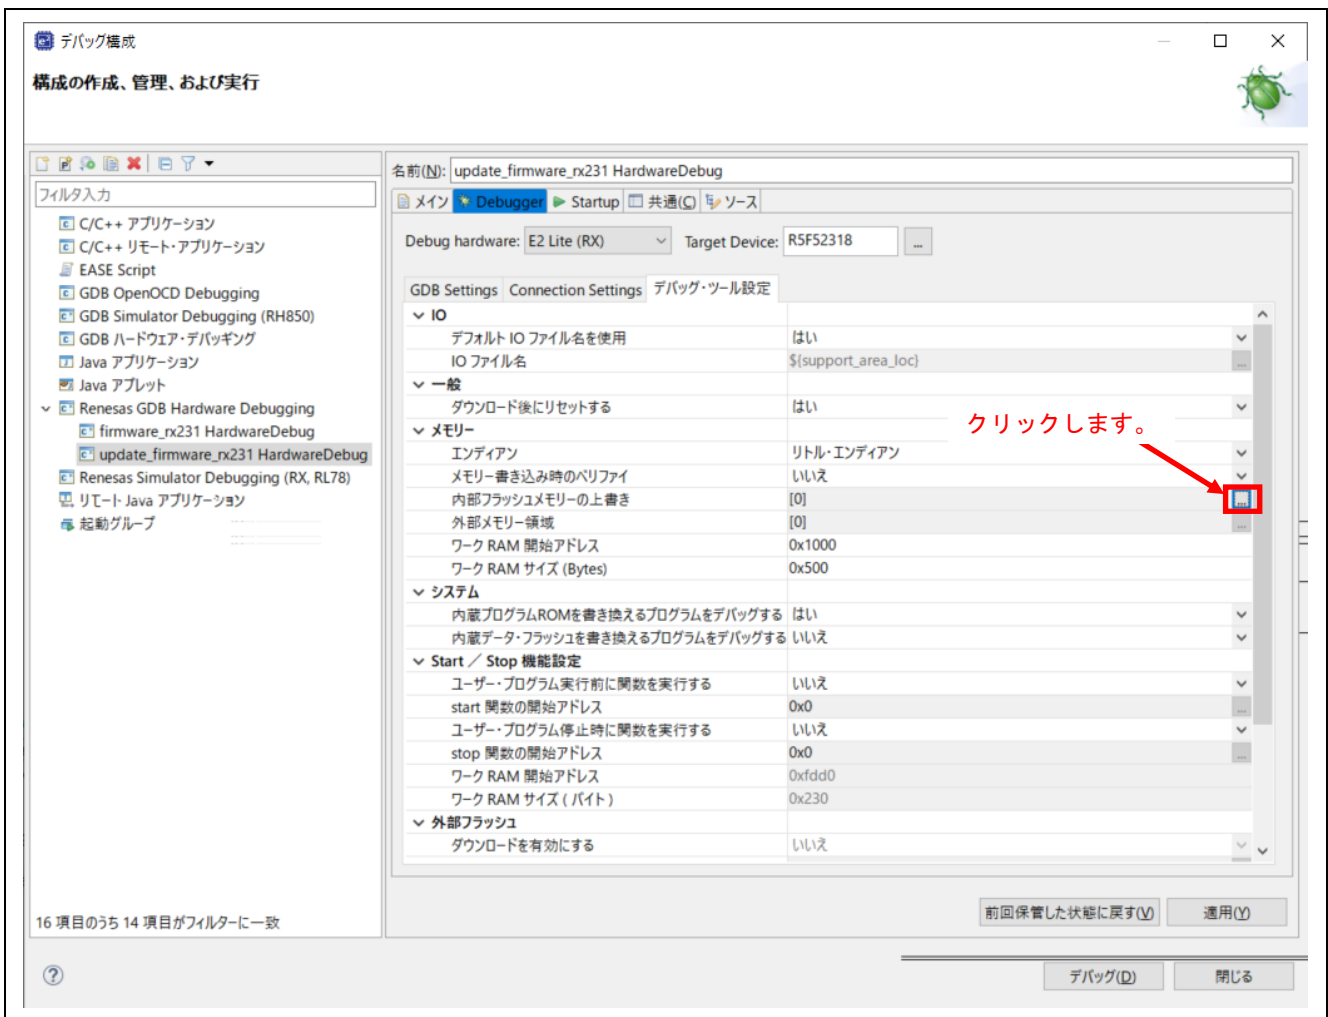 デバッグ構成
構成の作成、管理、および実行
フィルタ入力
C/C++ アプリケーション
C/C++ リモート・アプリケーション
EASE Script
GDB OpenOCD Debugging
GDB Simulator Debugging (RH850)
GDB ハードウェア・デバッギング
Java アプリケーション
Java アプレット
Renesas GDB Hardware Debugging
firmware_rx231 HardwareDebug
update_firmware_rx231 HardwareDebug
Renesas Simulator Debugging (RX, RL78)
リモート Java アプリケーション
起動グループ
16 項目のうち 14 項目がフィルターに一致
名前(N): update_firmware_rx231 HardwareDebug
メイン Debugger Startup 共通(C) ソース
Debug hardware: E2 Lite (RX) Target Device: R5F52318 ...
GDB Settings Connection Settings デバッグ・ツール設定
IO
デフォルト IO ファイル名を使用 はい
IO ファイル名 ${support_area_loc} ...
一般
ダウンロード後にリセットする はい
クリックします。
メモリー
エンディアン リトル・エンディアン
メモリー書き込み時のベリファイ いいえ
内部フラッシュメモリーの上書き [0] ...
外部メモリー領域 [0] ...
ワーク RAM 開始アドレス 0x1000
ワーク RAM サイズ (Bytes) 0x500
システム
内蔵プログラムROMを書き換えるプログラムをデバッグする はい
内蔵データ・フラッシュを書き換えるプログラムをデバッグする いいえ
Start ／ Stop 機能設定
ユーザー・プログラム実行前に関数を実行する いいえ
start 関数の開始アドレス 0x0 ...
ユーザー・プログラム停止時に関数を実行する いいえ
stop 関数の開始アドレス 0x0 ...
ワーク RAM 開始アドレス 0xfdd0
ワーク RAM サイズ ( バイト ) 0x230
外部フラッシュ
ダウンロードを有効にする いいえ
前回保管した状態に戻す(V) 適用(Y)
デバッグ(D) 閉じる